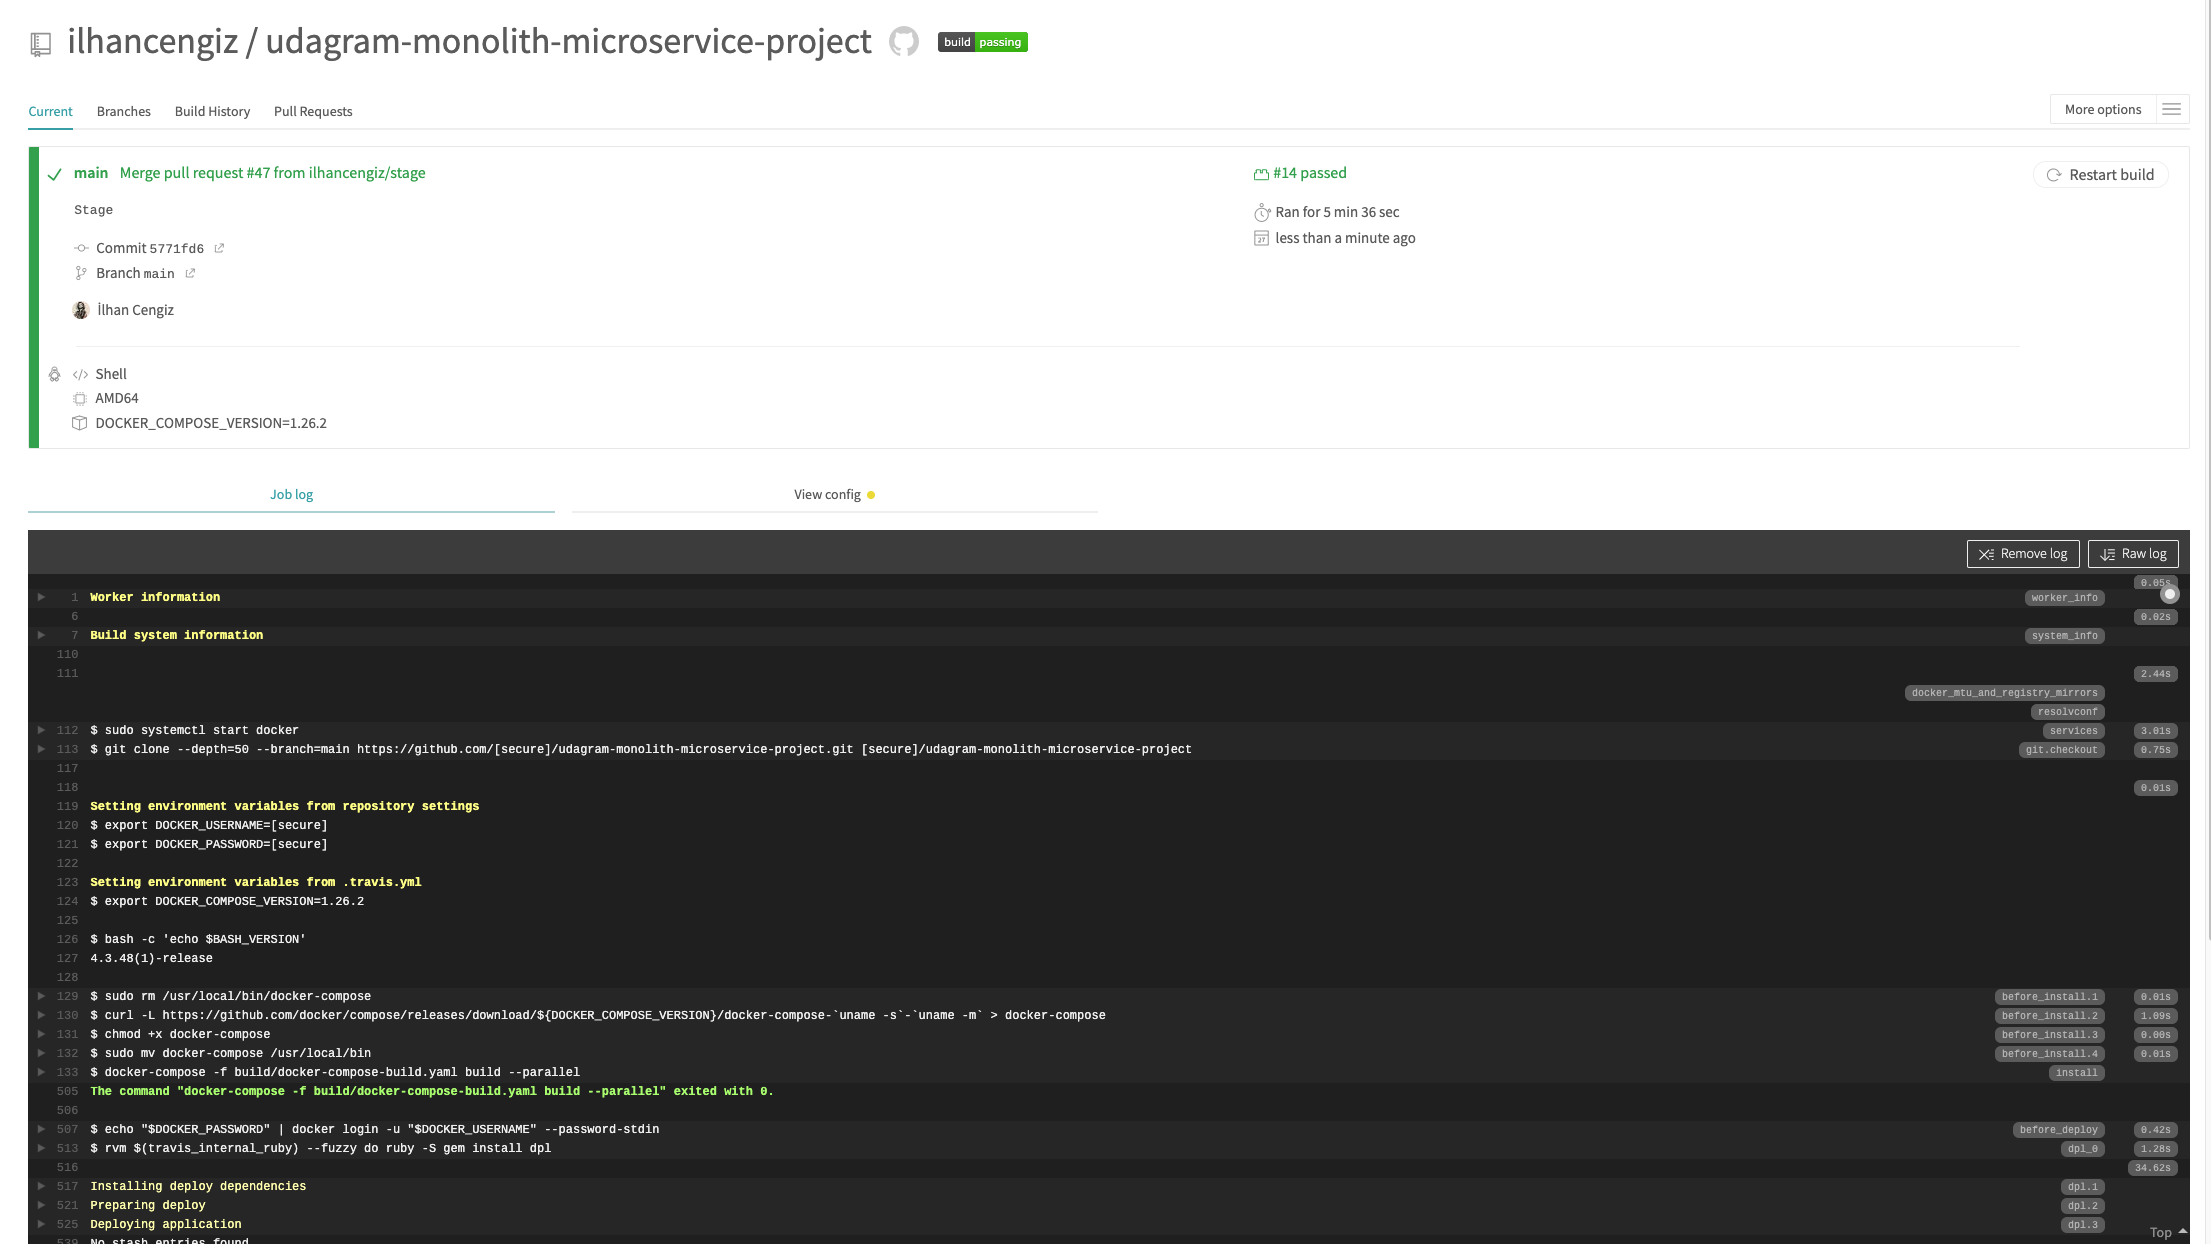 ilhancengiz / udagram-monolith-microservice-project build passing
Current Branches Build History Pull Requests More options
main Merge pull request #47 from ilhancengiz/stage #14 passed Restart build
Stage Ran for 5 min 36 sec
less than a minute ago
Commit 5771fd6
Branch main
İlhan Cengiz
Shell
AMD64
DOCKER_COMPOSE_VERSION=1.26.2
Job log View config
Remove log Raw log
0.05s
1 Worker information worker_info
6 0.02s
7 Build system information system_info
110
111 2.44s
docker_mtu_and_registry_mirrors
resolvconf
112 $ sudo systemctl start docker services 3.01s
113 $ git clone --depth=50 --branch=main https://github.com/[secure]/udagram-monolith-microservice-project.git [secure]/udagram-monolith-microservice-project git.checkout 0.75s
117
118 0.01s
119 Setting environment variables from repository settings
120 $ export DOCKER_USERNAME=[secure]
121 $ export DOCKER_PASSWORD=[secure]
122
123 Setting environment variables from .travis.yml
124 $ export DOCKER_COMPOSE_VERSION=1.26.2
125
126 $ bash -c 'echo $BASH_VERSION'
127 4.3.48(1)-release
128
129 $ sudo rm /usr/local/bin/docker-compose before_install.1 0.01s
130 $ curl -L https://github.com/docker/compose/releases/download/${DOCKER_COMPOSE_VERSION}/docker-compose-`uname -s`-`uname -m` > docker-compose before_install.2 1.09s
131 $ chmod +x docker-compose before_install.3 0.00s
132 $ sudo mv docker-compose /usr/local/bin before_install.4 0.01s
133 $ docker-compose -f build/docker-compose-build.yaml build --parallel install
505 The command "docker-compose -f build/docker-compose-build.yaml build --parallel" exited with 0.
506
507 $ echo "$DOCKER_PASSWORD" | docker login -u "$DOCKER_USERNAME" --password-stdin before_deploy 0.42s
513 $ rvm $(travis_internal_ruby) --fuzzy do ruby -S gem install dpl dpl_0 1.28s
516 34.62s
517 Installing deploy dependencies dpl.1
521 Preparing deploy dpl.2
525 Deploying application dpl.3
539 No stash entries found Top